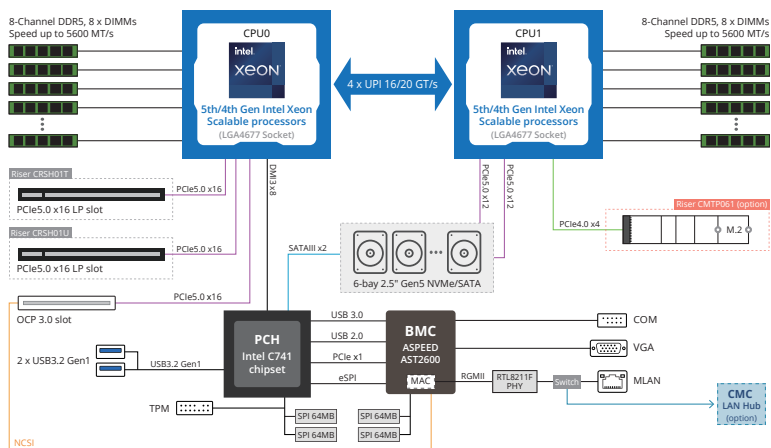 8-Channel DDR5, 8 x DIMMs
Speed up to 5600 MT/s
CPU0
intel.
xeon
5th/4th Gen Intel Xeon
Scalable processors
(LGA4677 Socket)
4 x UPI 16/20 GT/s
CPU1
intel.
xeon
5th/4th Gen Intel Xeon
Scalable processors
(LGA4677 Socket)
8-Channel DDR5, 8 x DIMMs
Speed up to 5600 MT/s
Riser CRSH01T
PCIe5.0 x16
PCIe5.0 x16 LP slot
Riser CRSH01U
PCIe5.0 x16
PCIe5.0 x16 LP slot
PCIe5.0 x16
OCP 3.0 slot
DMI3 x 8
SATAIII x2
PCIe5.0 x12
PCIe5.0 x12
6-bay 2.5" Gen5 NVMe/SATA
PCIe4.0 x4
Riser CMTP061 (option)
M.2
2 x USB3.2 Gen1
USB3.2 Gen1
PCH
Intel C741
chipset
USB 3.0
USB 2.0
PCIe x1
eSPI
BMC
ASPEED
AST2600
MAC
COM
VGA
RGMII
RTL8211F
PHY
Switch
MLAN
CMC
LAN Hub
(option)
TPM
SPI 64MB
SPI 64MB
SPI 64MB
SPI 64MB
NCSI